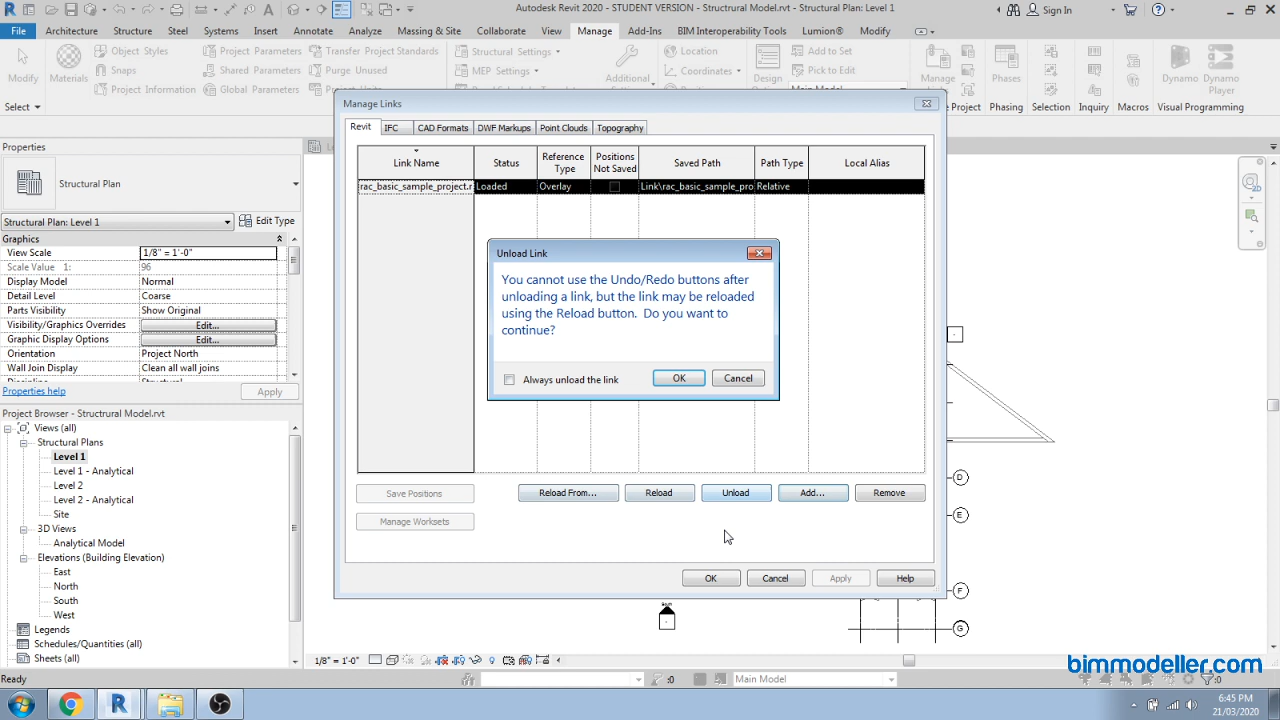 Autodesk Revit 2020 - STUDENT VERSION - Structrural Model.rvt - Structural Plan: Level 1
Sign In
File Architecture Structure Steel Systems Insert Annotate Analyze Massing & Site Collaborate View Manage Add-Ins BIM Interoperability Tools Lumion® Modify
Modify
Materials
Object Styles
Snaps
Project Information
Project Parameters
Shared Parameters
Global Parameters
Transfer Project Standards
Purge Unused
Structural Settings
MEP Settings
Additional
Location
Coordinates
Design
Add to Set
Pick to Edit
Main Model
Manage
Phases
Dynamo
Dynamo Player
Select
Project Phasing Selection Inquiry Macros Visual Programming
Properties
Structural Plan
Structural Plan: Level 1
Edit Type
Graphics
View Scale 1/8" = 1'-0"
Scale Value 1: 96
Display Model Normal
Detail Level Coarse
Parts Visibility Show Original
Visibility/Graphics Overrides Edit...
Graphic Display Options Edit...
Orientation Project North
Wall Join Display Clean all wall joins
Properties help
Apply
Project Browser - Structrural Model.rvt
Views (all)
Structural Plans
Level 1
Level 1 - Analytical
Level 2
Level 2 - Analytical
Site
3D Views
Analytical Model
Elevations (Building Elevation)
East
North
South
West
Legends
Schedules/Quantities (all)
Sheets (all)
Manage Links
Revit IFC CAD Formats DWF Markups Point Clouds Topography
Link Name Status Reference Type Positions Not Saved Saved Path Path Type Local Alias
rac_basic_sample_project.r Loaded Overlay Link\rac_basic_sample_pro Relative
Unload Link
You cannot use the Undo/Redo buttons after
unloading a link, but the link may be reloaded
using the Reload button. Do you want to
continue?
Always unload the link
OK
Cancel
Save Positions
Reload From...
Reload
Unload
Add...
Remove
Manage Worksets
OK
Cancel
Apply
Help
2D
D
E
F
G
1/8" = 1'-0"
Ready
:0
Main Model
:0
bimmodeller.com
6:45 PM
21/03/2020